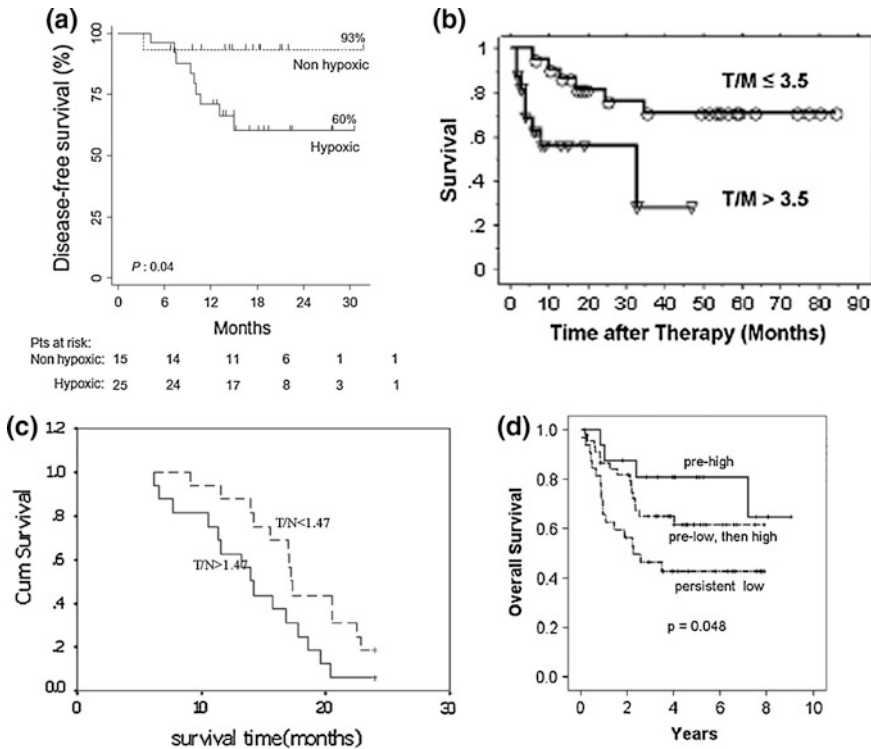 (a)
Disease-free survival (%)
100
75
50
25
0
93%
Non hypoxic
60%
Hypoxic
P : 0.04
0 6 12 18 24 30
Months
Pts at risk:
Non hypoxic: 15 14 11 6 1 1
Hypoxic: 25 24 17 8 3 1
(b)
Survival
1
.8
.6
.4
.2
0
T/M ≤ 3.5
T/M > 3.5
0 10 20 30 40 50 60 70 80 90
Time after Therapy (Months)
(c)
Cum Survival
1.2
1.0
.8
.6
.4
.2
0.0
T/N<1.47
T/N>1.47
0 10 20 30
survival time(months)
(d)
Overall Survival
1.0
0.8
0.6
0.4
0.2
0.0
pre-high
pre-low, then high
persistent low
p = 0.048
0 2 4 6 8 10
Years